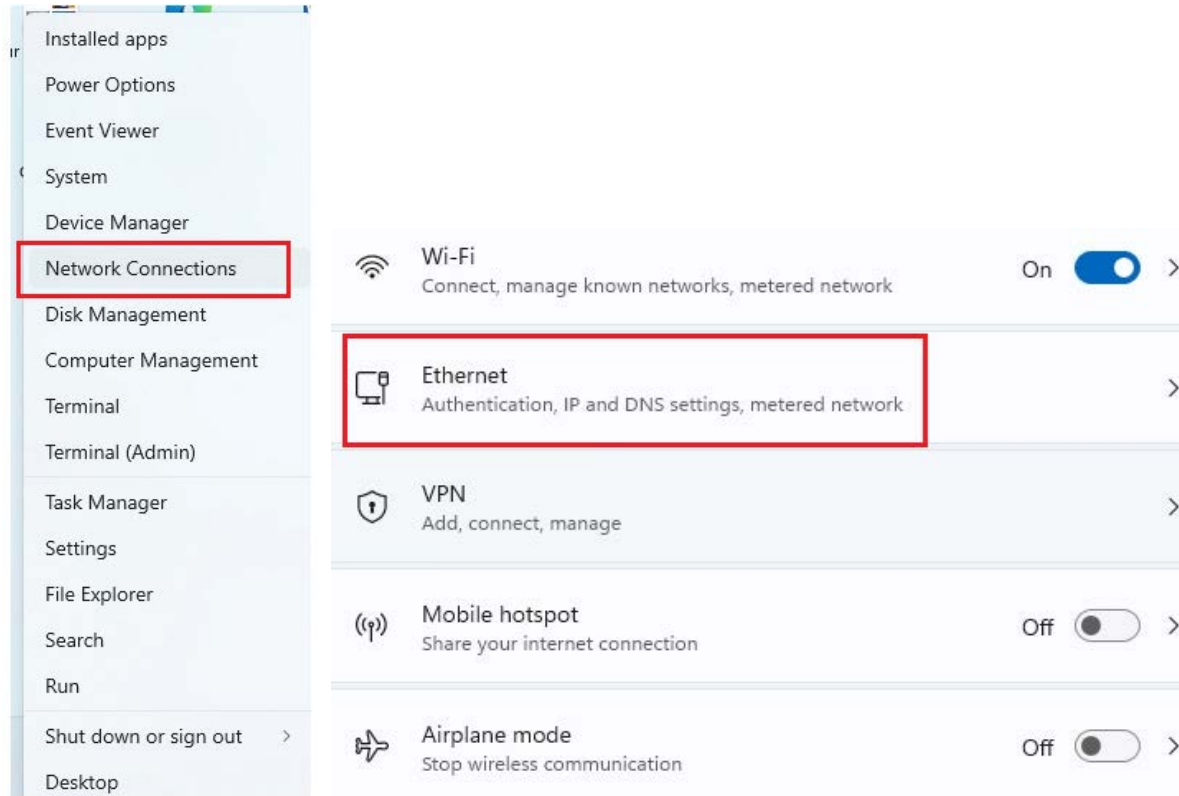 Installed apps
Power Options
Event Viewer
System
Device Manager
Network Connections
Disk Management
Computer Management
Terminal
Terminal (Admin)
Task Manager
Settings
File Explorer
Search
Run
Shut down or sign out
Desktop
Wi-Fi
Connect, manage known networks, metered network
On
Ethernet
Authentication, IP and DNS settings, metered network
VPN
Add, connect, manage
Mobile hotspot
Share your internet connection
Off
Airplane mode
Stop wireless communication
Off